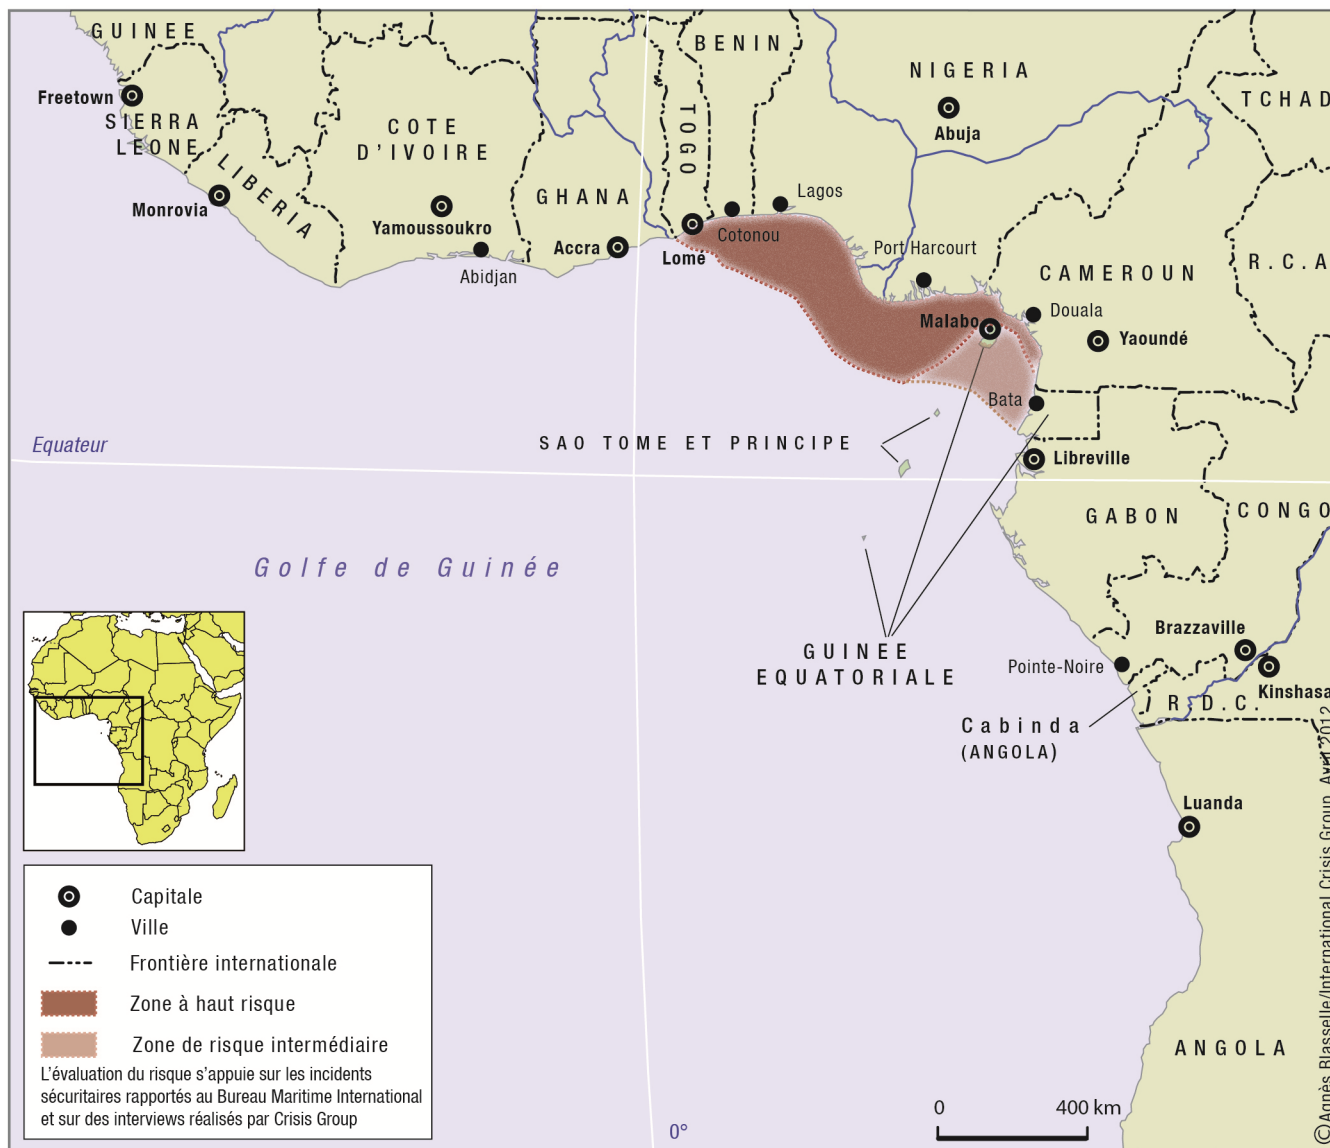 GUINEE
BENIN
NIGERIA
TCHAD
Freetown
SIERRA
LEONE
COTE
D'IVOIRE
TOGO
Abuja
LIBERIA
GHANA
Lagos
Monrovia
Yamoussoukro
Abidjan
Accra
Lomé
Cotonou
Port Harcourt
CAMEROUN
R.C.A
Malabo
Douala
Yaoundé
Bata
Equateur
SAO TOME ET PRINCIPE
Libreville
GABON
CONGO
Golfe de Guinée
GUINEE
EQUATORIALE
Brazzaville
Pointe-Noire
Kinshasa
R.D.C.
Cabinda
(ANGOLA)
Luanda
ANGOLA
Capitale
Ville
Frontière internationale
Zone à haut risque
Zone de risque intermédiaire
L'évaluation du risque s'appuie sur les incidents
sécuritaires rapportés au Bureau Maritime International
et sur des interviews réalisés par Crisis Group
0°
0 400 km
©Agnès Blasselle/International Crisis Group, Avril 2012